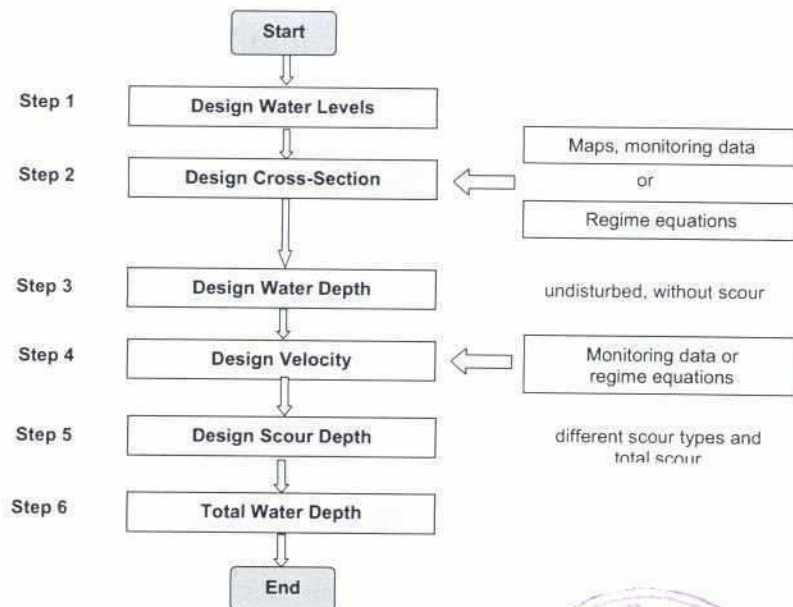 Start
Step 1
Design Water Levels
Step 2
Design Cross-Section
Maps, monitoring data
or
Regime equations
Step 3
Design Water Depth
undisturbed, without scour
Step 4
Design Velocity
Monitoring data or
regime equations
Step 5
Design Scour Depth
different scour types and
total scour
Step 6
Total Water Depth
End